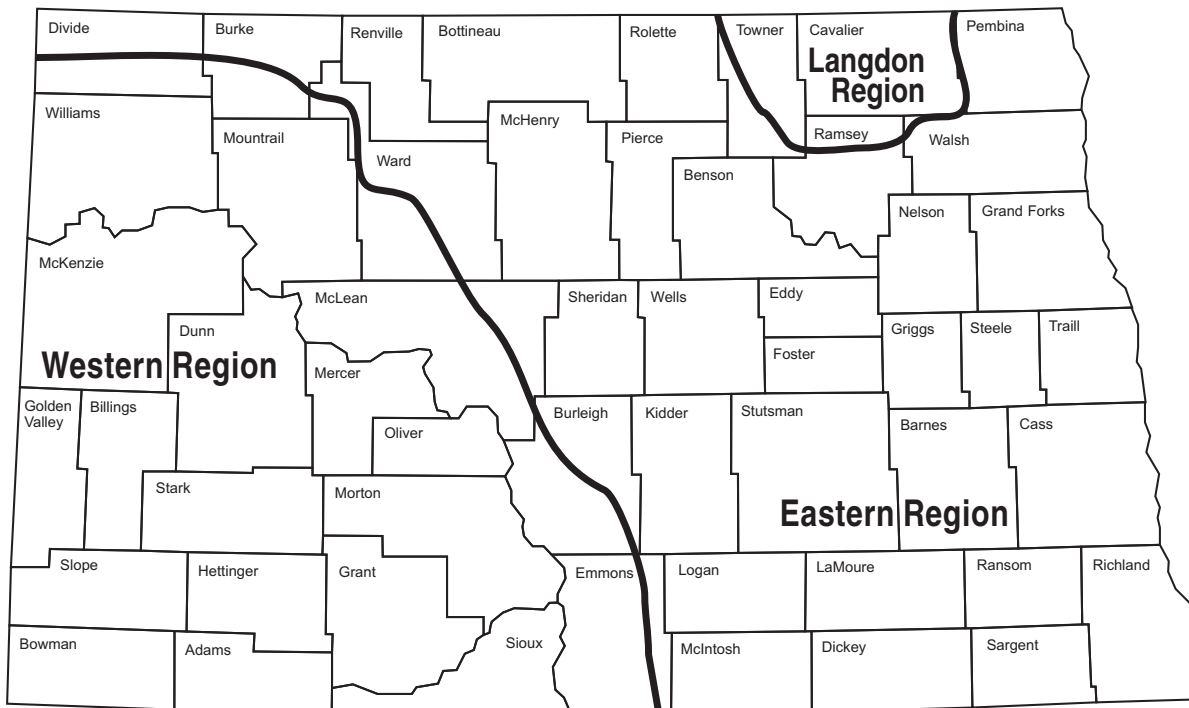 Divide
Burke
Renville
Bottineau
Rolette
Towner
Cavalier
Pembina
Langdon
Region
Williams
Mountrail
Ward
McHenry
Pierce
Ramsey
Walsh
Benson
Nelson
Grand Forks
McKenzie
McLean
Sheridan
Wells
Eddy
Dunn
Foster
Griggs
Steele
Traill
Western Region
Mercer
Golden
Valley
Billings
Oliver
Burleigh
Kidder
Stutsman
Barnes
Cass
Stark
Morton
Eastern Region
Slope
Hettinger
Grant
Emmons
Logan
LaMoure
Ransom
Richland
Bowman
Adams
Sioux
McIntosh
Dickey
Sargent